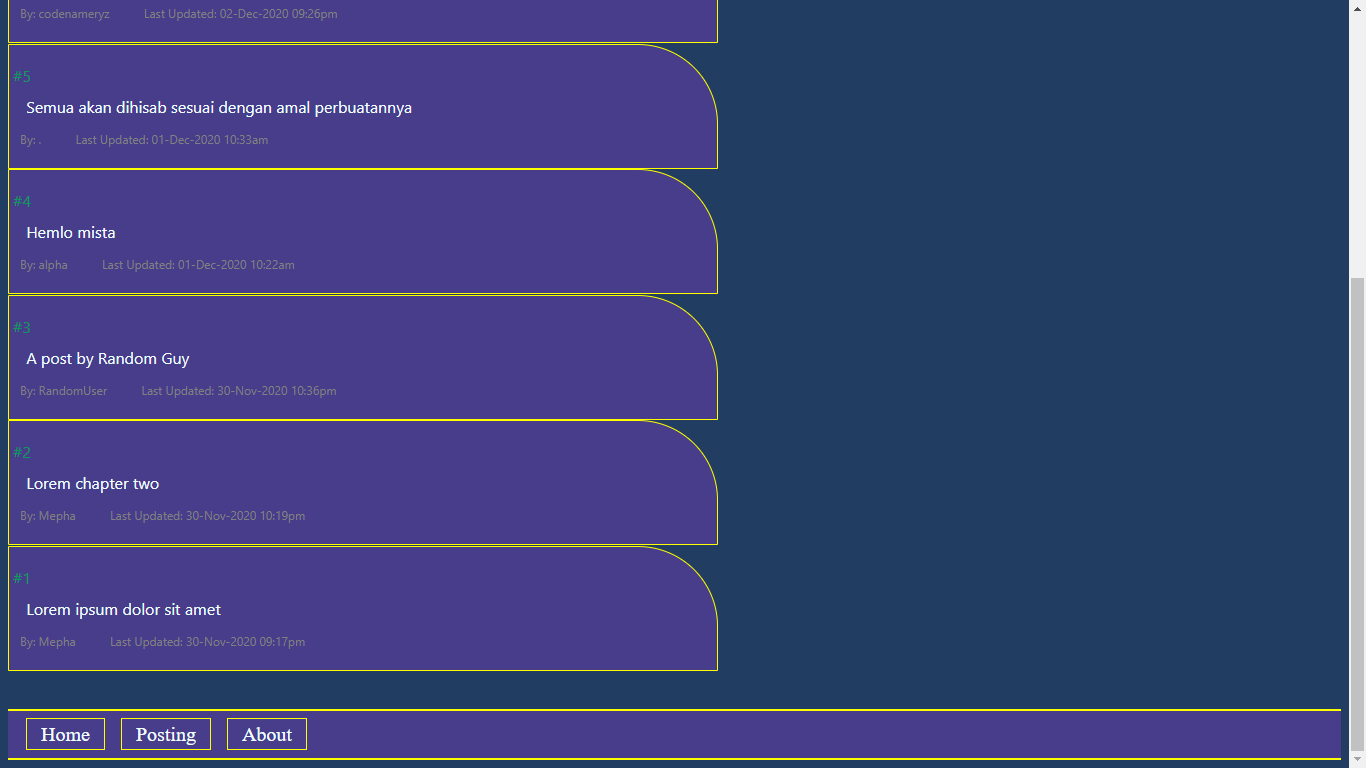 By: codenameryz Last Updated: 02-Dec-2020 09:26pm
#5
Semua akan dihisab sesuai dengan amal perbuatannya
By: . Last Updated: 01-Dec-2020 10:33am
#4
Hemlo mista
By: alpha Last Updated: 01-Dec-2020 10:22am
#3
A post by Random Guy
By: RandomUser Last Updated: 30-Nov-2020 10:36pm
#2
Lorem chapter two
By: Mepha Last Updated: 30-Nov-2020 10:19pm
#1
Lorem ipsum dolor sit amet
By: Mepha Last Updated: 30-Nov-2020 09:17pm
Home Posting About